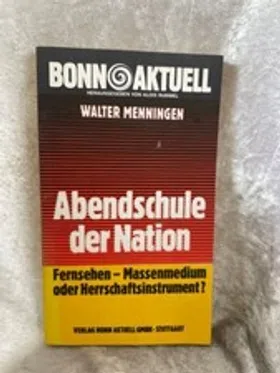 BONN AKTUELL
HERAUSGEGEBEN VON ALOIS RUMMEL
WALTER MENNINGEN
Abendschule
der Nation
Fernsehen – Massenmedium
oder Herrschaftsinstrument?
VERLAG BONN AKTUELL GMBH · STUTTGART